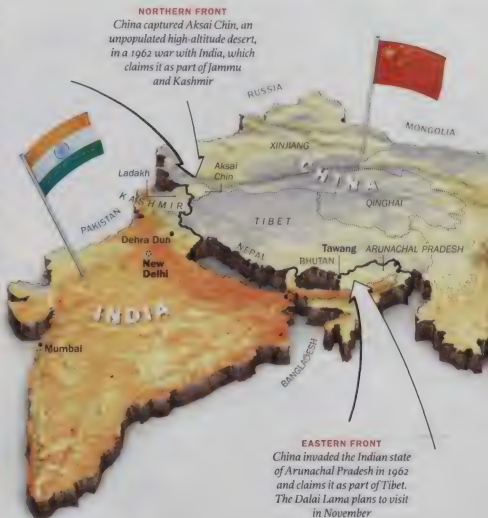 NORTHERN FRONT
China captured Aksai Chin, an
unpopulated high-altitude desert,
in a 1962 war with India, which
claims it as part of Jammu
and Kashmir
RUSSIA
MONGOLIA
XINJIANG
Ladakh
Aksai
Chin
CHINA
KASHMIR
QINGHAI
PAKISTAN
TIBET
Dehra Dun
NEPAL
Tawang
ARUNACHAL PRADESH
New
Delhi
BHUTAN
INDIA
Mumbai
BANGLADESH
EASTERN FRONT
China invaded the Indian state
of Arunachal Pradesh in 1962
and claims it as part of Tibet.
The Dalai Lama plans to visit
in November